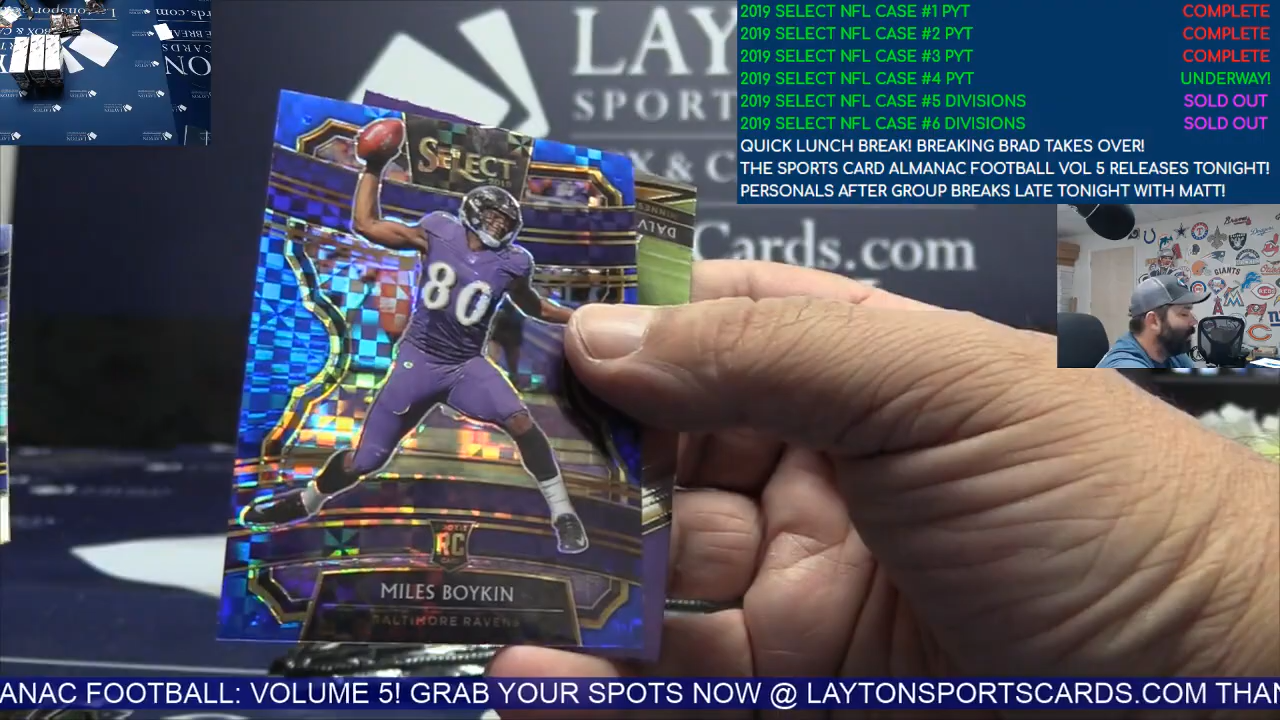 2019 SELECT NFL CASE #1 PYT COMPLETE
2019 SELECT NFL CASE #2 PYT COMPLETE
2019 SELECT NFL CASE #3 PYT COMPLETE
2019 SELECT NFL CASE #4 PYT UNDERWAY!
2019 SELECT NFL CASE #5 DIVISIONS SOLD OUT
2019 SELECT NFL CASE #6 DIVISIONS SOLD OUT
QUICK LUNCH BREAK! BREAKING BRAD TAKES OVER!
THE SPORTS CARD ALMANAC FOOTBALL VOL 5 RELEASES TONIGHT!
PERSONALS AFTER GROUP BREAKS LATE TONIGHT WITH MATT!
LAY
SPORT
X & C
Cards.com
SELECT
2019
DALV
80
RC
MILES BOYKIN
BALTIMORE RAVENS
ANAC FOOTBALL: VOLUME 5! GRAB YOUR SPOTS NOW @ LAYTONSPORTSCARDS.COM THAN